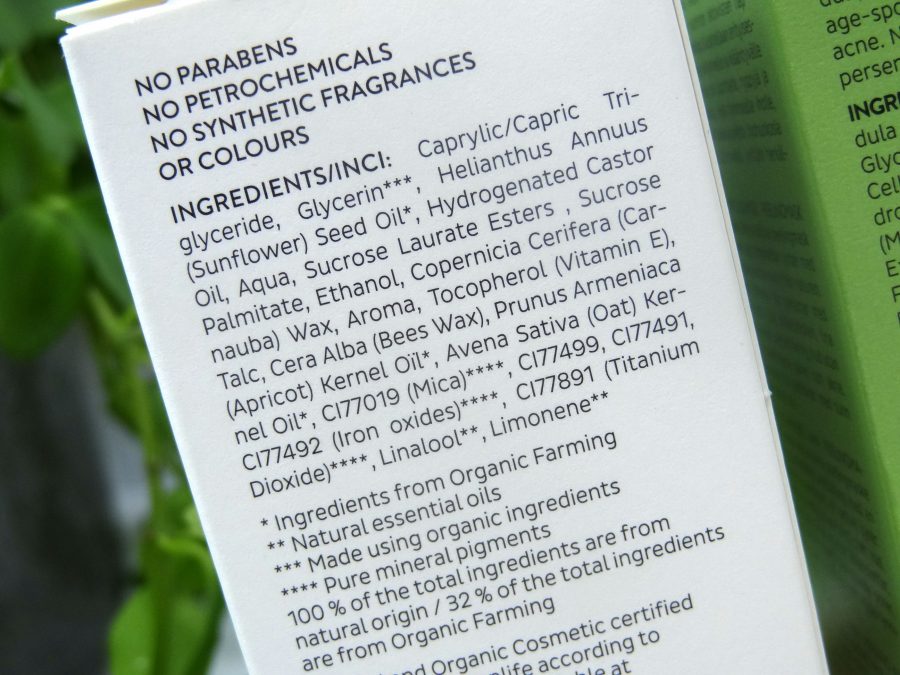 NO PARABENS
NO PETROCHEMICALS
NO SYNTHETIC FRAGRANCES
OR COLOURS
INGREDIENTS/INCI: Caprylic/Capric Tri-
glyceride, Glycerin***, Helianthus Annuus
(Sunflower) Seed Oil*, Hydrogenated Castor
Oil, Aqua, Sucrose Laurate Esters , Sucrose
Palmitate, Ethanol, Copernicia Cerifera (Car-
nauba) Wax, Aroma, Tocopherol (Vitamin E),
Talc, Cera Alba (Bees Wax), Prunus Armeniaca
(Apricot) Kernel Oil*, Avena Sativa (Oat) Ker-
nel Oil*, CI77019 (Mica)****, CI77499, CI77491,
CI77492 (Iron oxides)****, CI77891 (Titanium
Dioxide)****, Linalool**, Limonene**
* Ingredients from Organic Farming
** Natural essential oils
*** Made using organic ingredients
**** Pure mineral pigments
100 % of the total ingredients are from
natural origin / 32 % of the total ingredients
are from Organic Farming
and Organic Cosmetic certified
according to
at
age-spo
acne. N
perse
INGRE
dula
Glyc
Cell
dro
(M